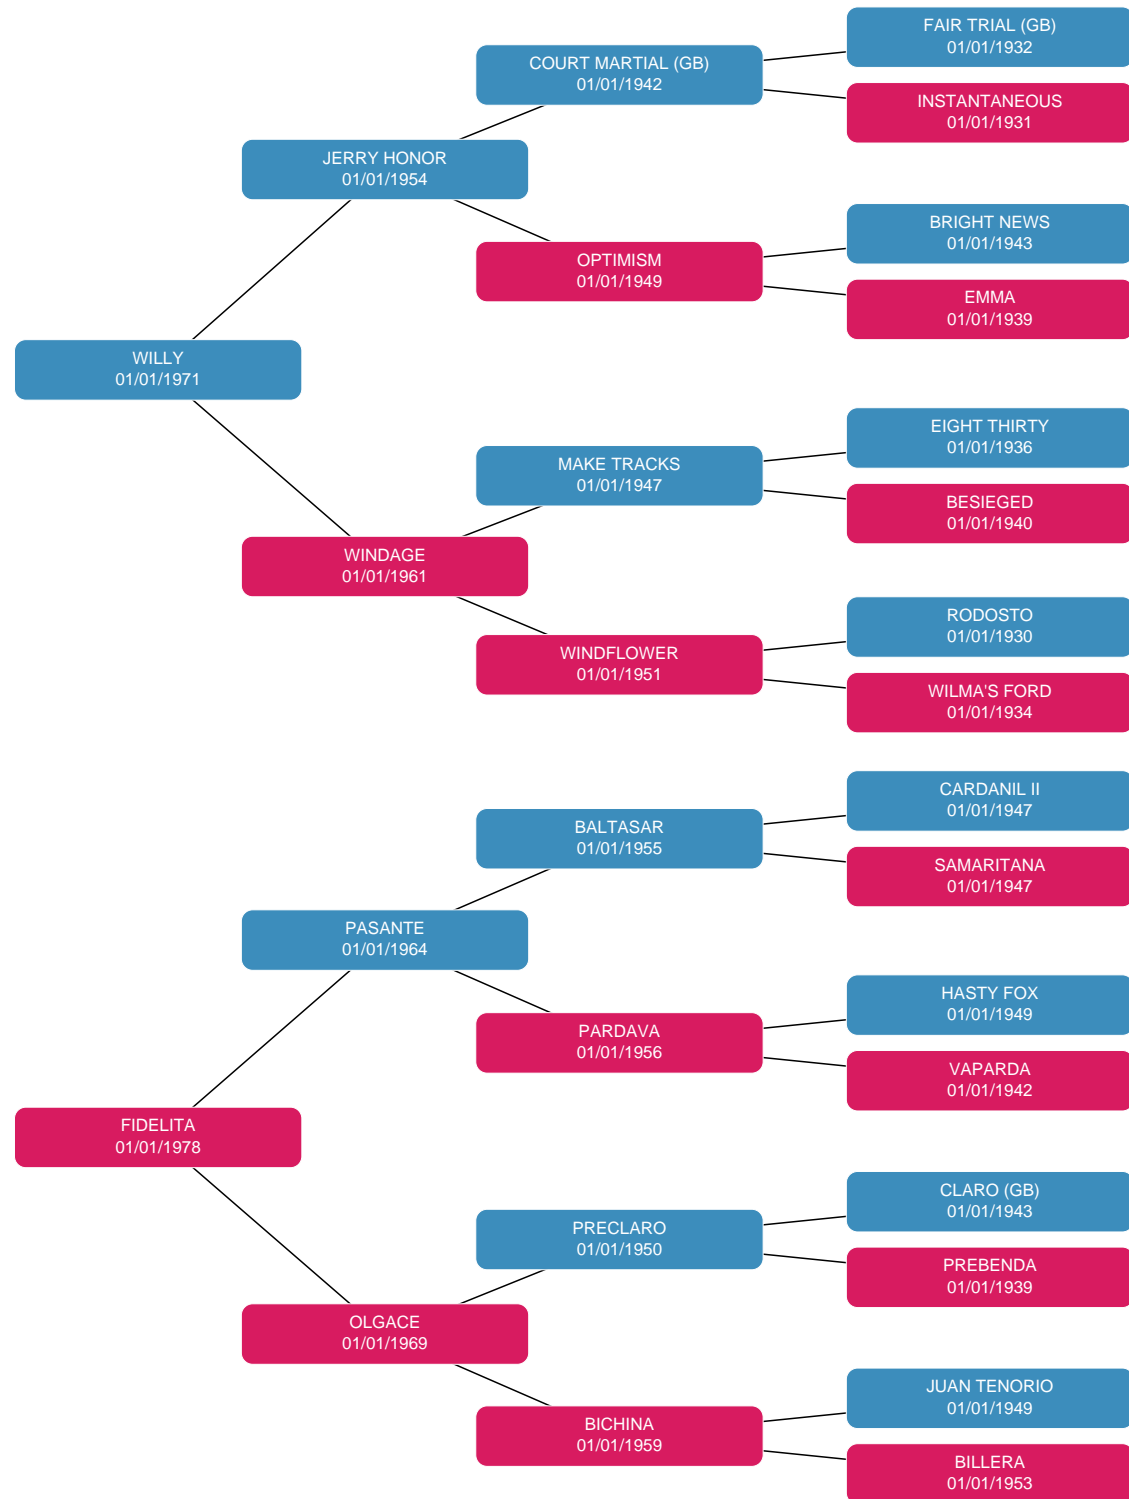 FAIR TRIAL (GB)
01/01/1932
COURT MARTIAL (GB)
01/01/1942
INSTANTANEOUS
01/01/1931
JERRY HONOR
01/01/1954
BRIGHT NEWS
01/01/1943
OPTIMISM
01/01/1949
EMMA
01/01/1939
WILLY
01/01/1971
EIGHT THIRTY
01/01/1936
MAKE TRACKS
01/01/1947
BESIEGED
01/01/1940
WINDAGE
01/01/1961
RODOSTO
01/01/1930
WINDFLOWER
01/01/1951
WILMA'S FORD
01/01/1934
CARDANIL II
01/01/1947
BALTASAR
01/01/1955
SAMARITANA
01/01/1947
PASANTE
01/01/1964
HASTY FOX
01/01/1949
PARDAVA
01/01/1956
VAPARDA
01/01/1942
FIDELITA
01/01/1978
CLARO (GB)
01/01/1943
PRECLARO
01/01/1950
PREBENDA
01/01/1939
OLGACE
01/01/1969
JUAN TENORIO
01/01/1949
BICHINA
01/01/1959
BILLERA
01/01/1953